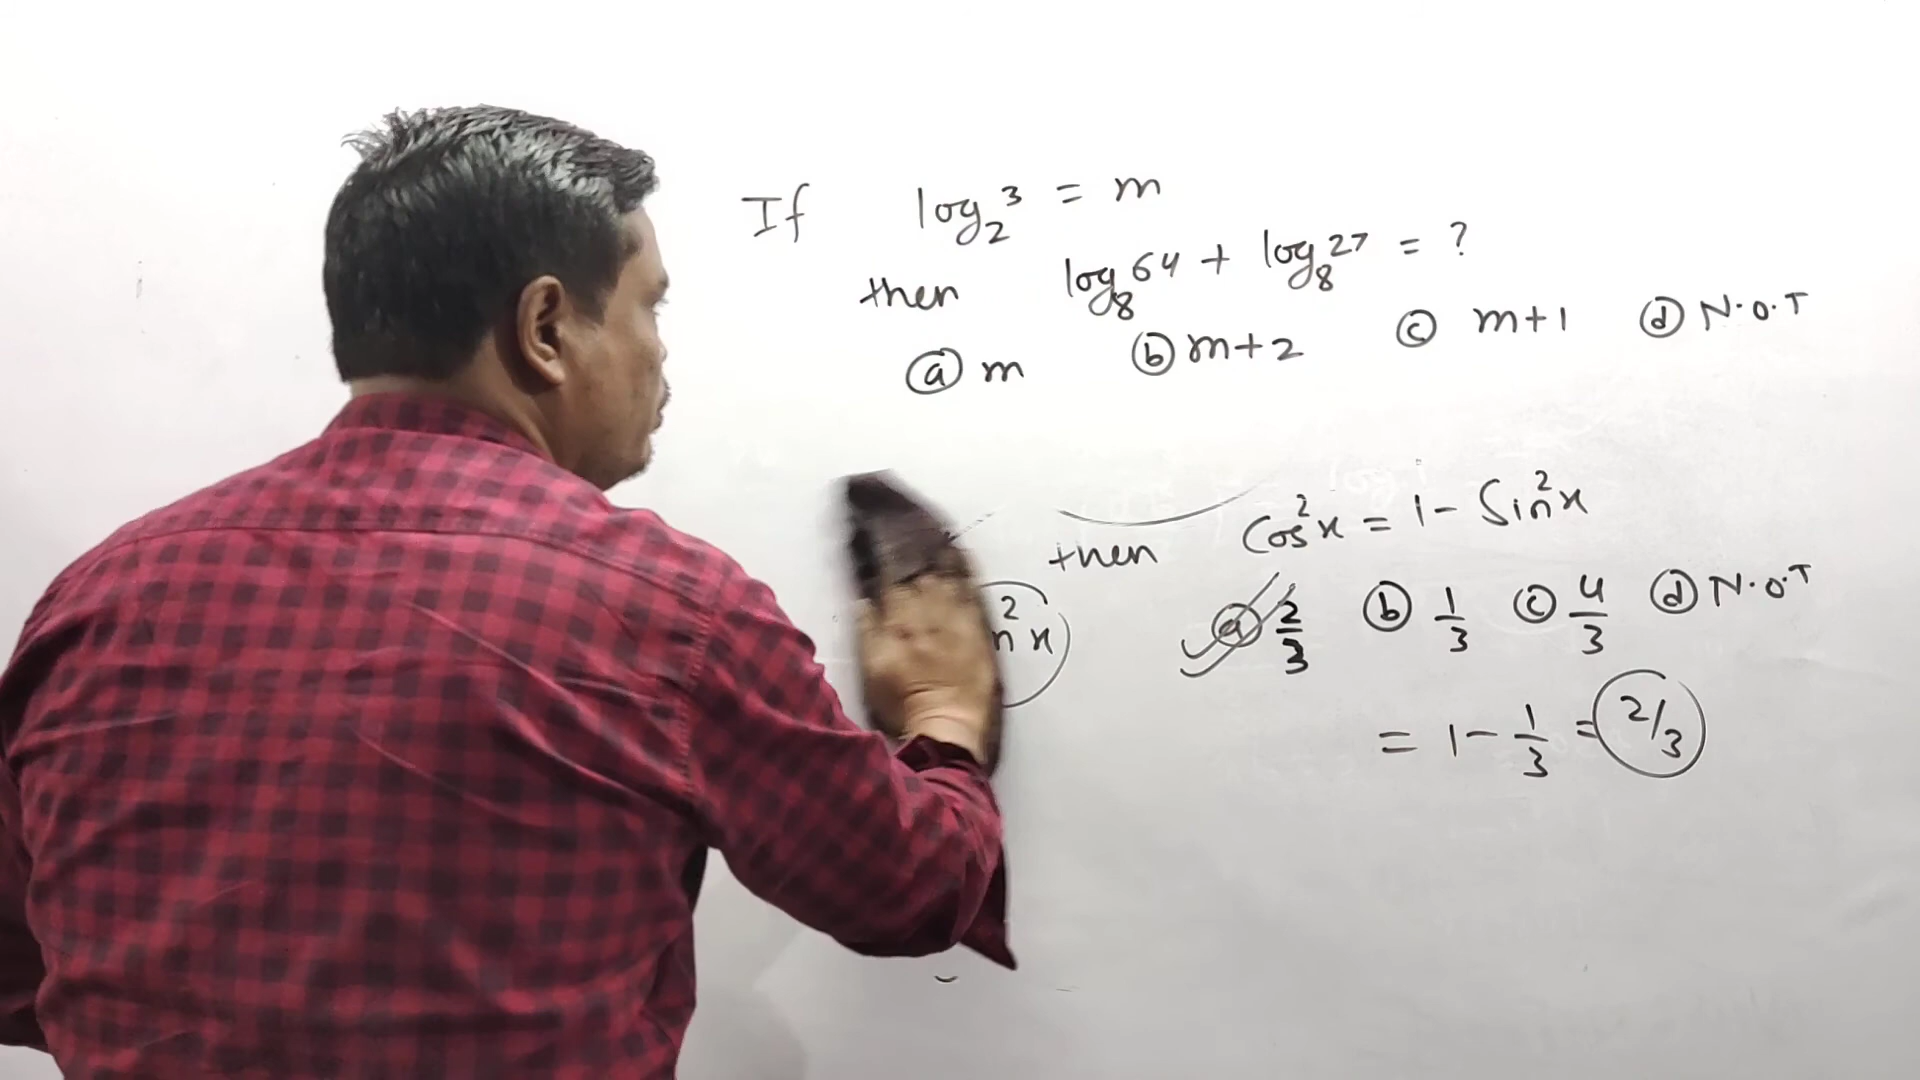 If log₂3 = m
then log₈64 + log₈27 = ?
ⓐ m ⓑ m+2 ⓒ m+1 ⓓ N.O.T
then Cos²x = 1 - Sin²x
n²x ⓐ 2/3 ⓑ 1/3 ⓒ 4/3 ⓓ N.O.T
= 1 - 1/3 = 2/3